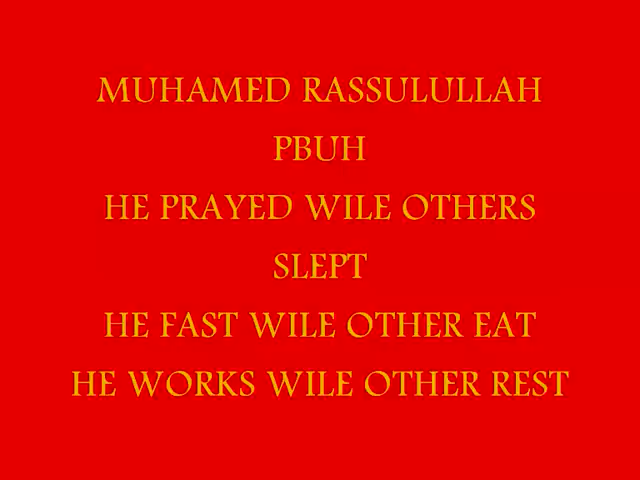 MUHAMED RASSULULLAH
PBUH
HE PRAYED WILE OTHERS
SLEPT
HE FAST WILE OTHER EAT
HE WORKS WILE OTHER REST